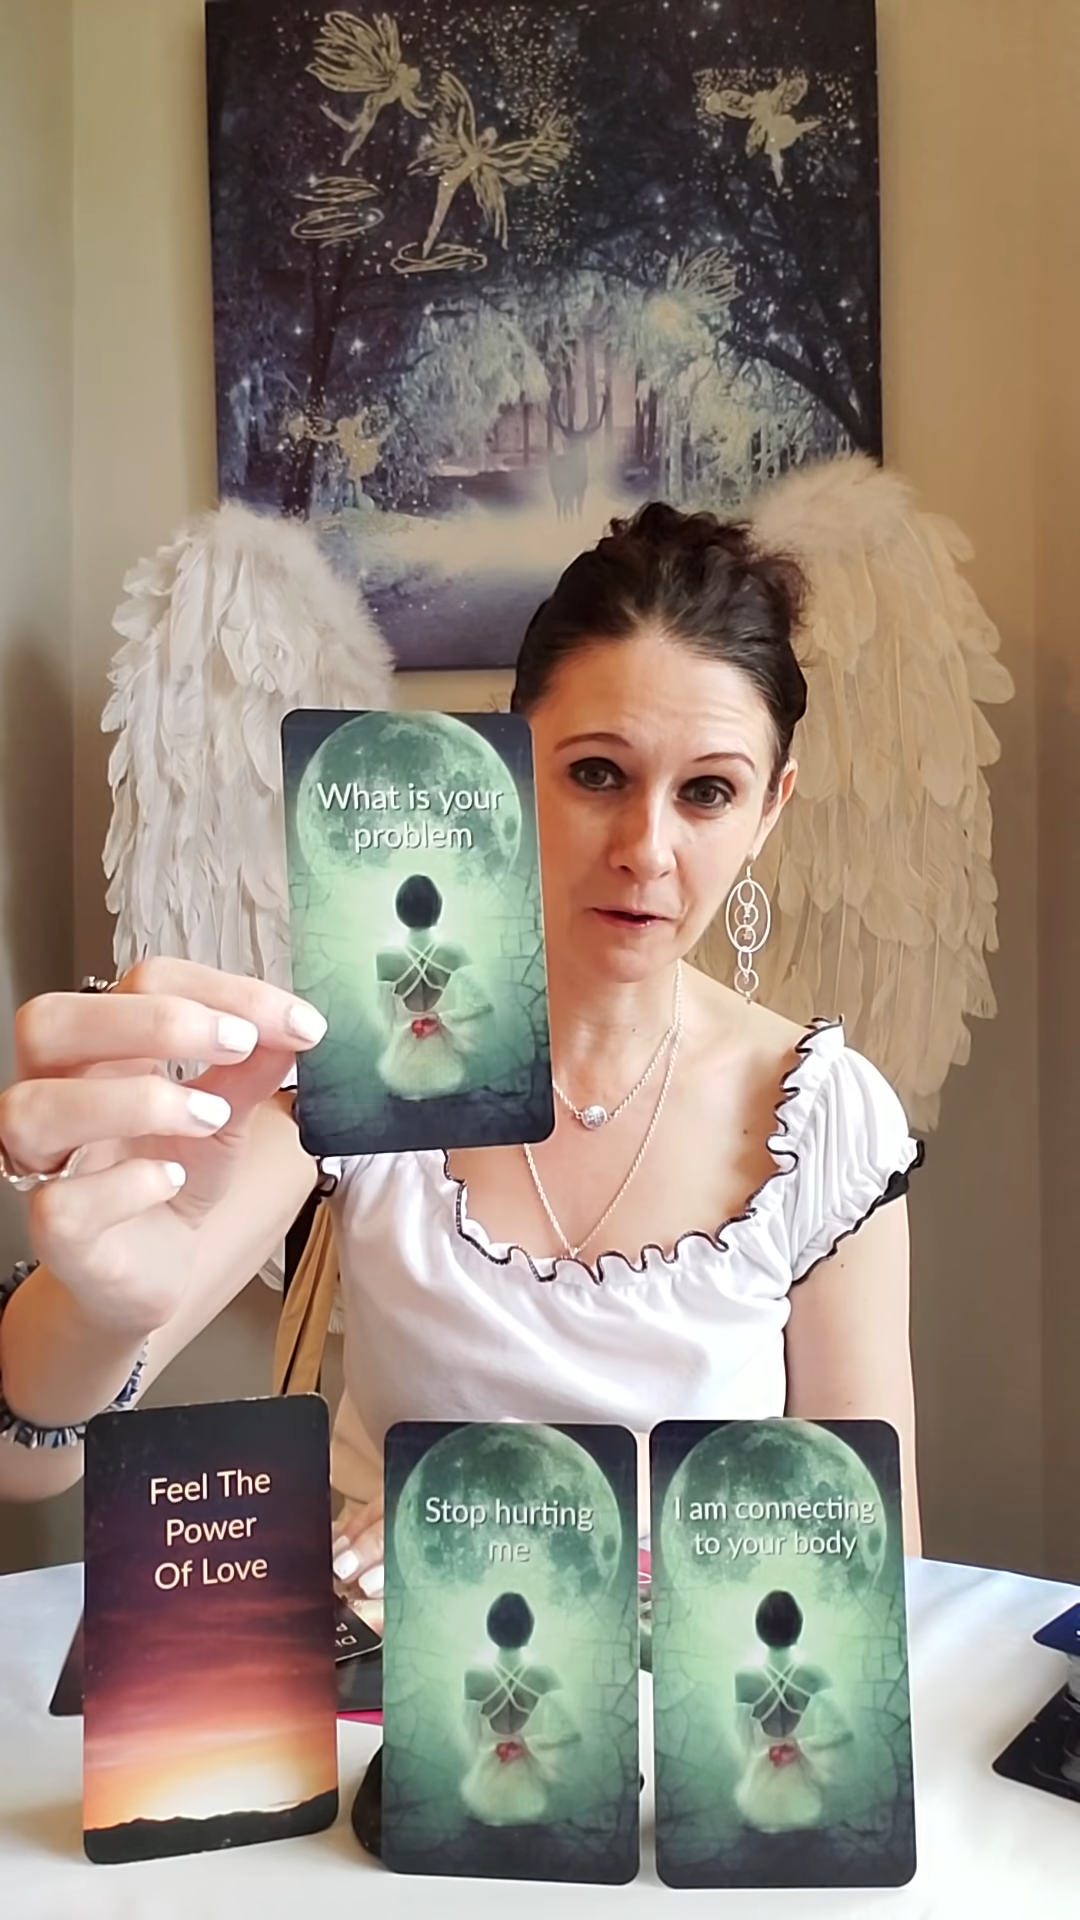 What is your
problem
Feel The
Power
Of Love
Stop hurting
me
I am connecting
to your body